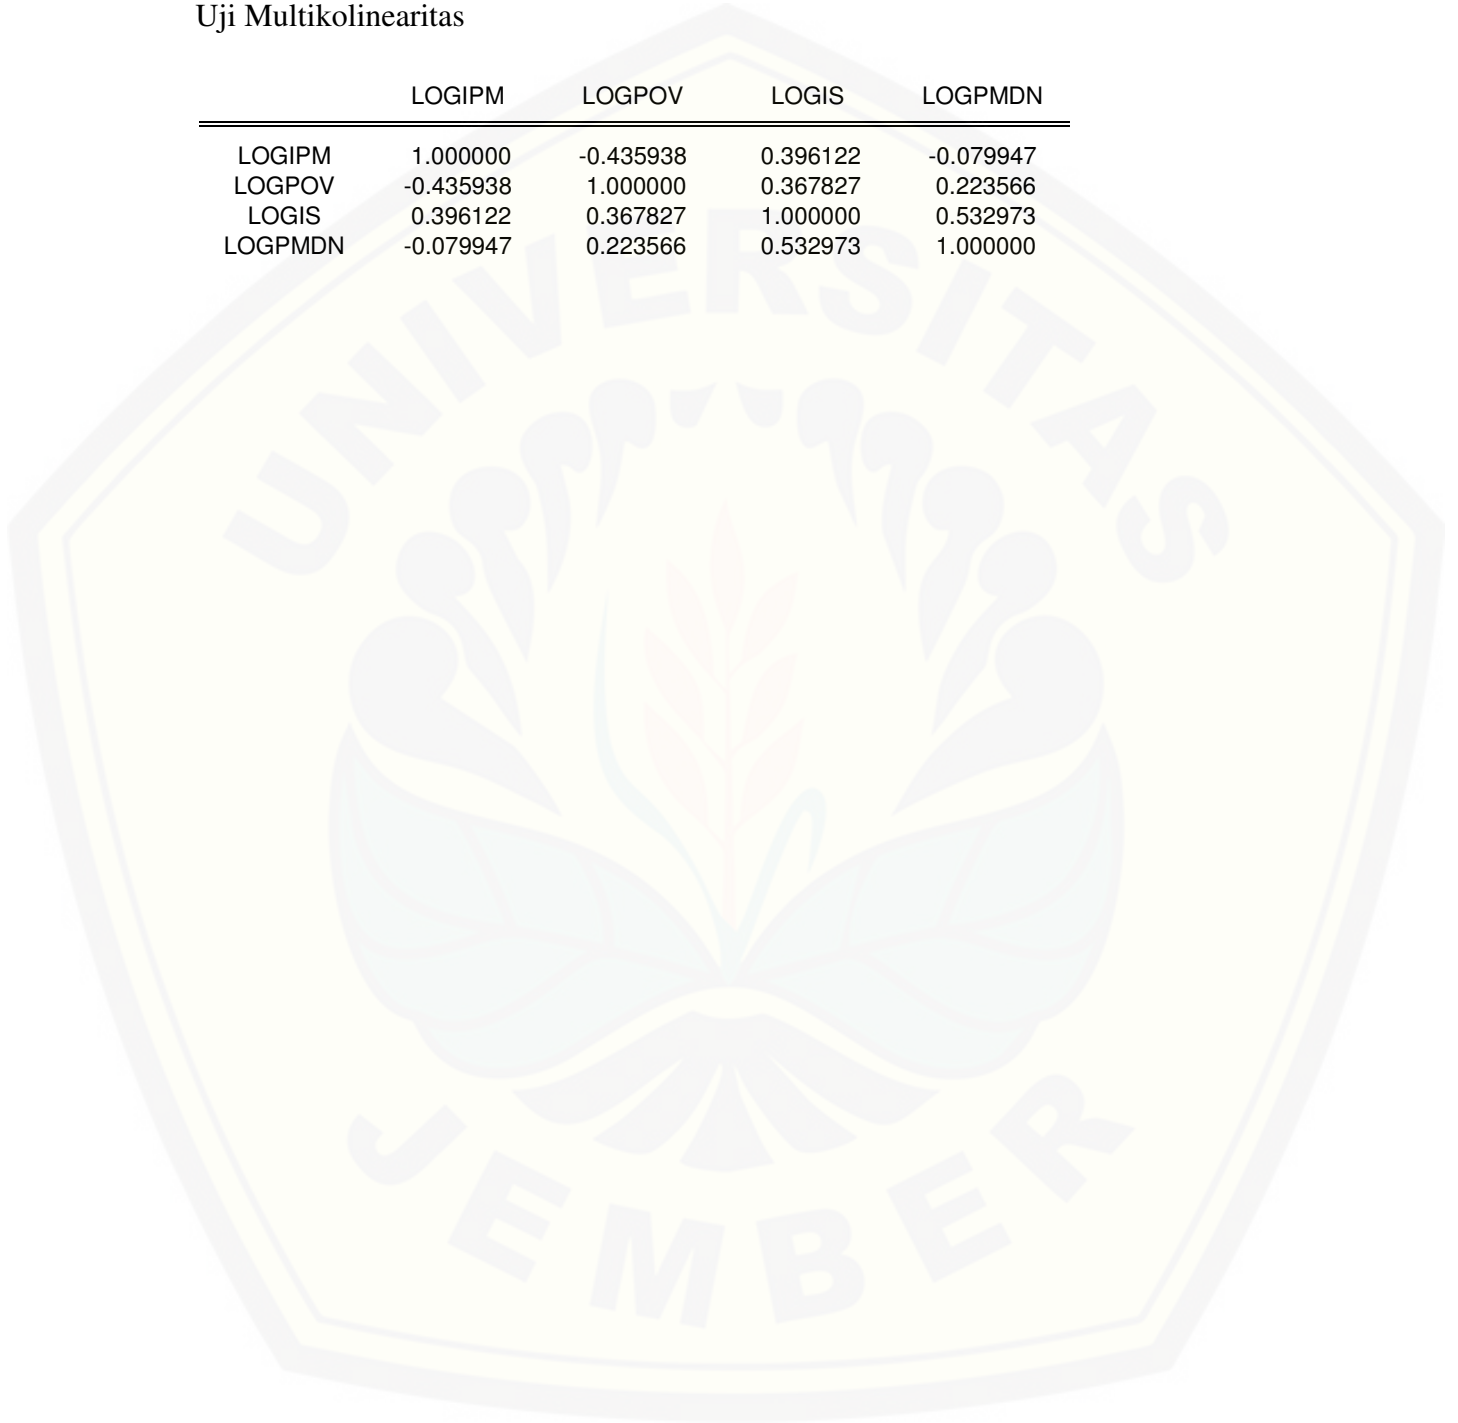 Uji Multikolinearitas
LOGIPM LOGPOV LOGIS LOGPMDN
LOGIPM 1.000000 -0.435938 0.396122 -0.079947
LOGPOV -0.435938 1.000000 0.367827 0.223566
LOGIS 0.396122 0.367827 1.000000 0.532973
LOGPMDN -0.079947 0.223566 0.532973 1.000000
UNIVERSITAS
JEMBER